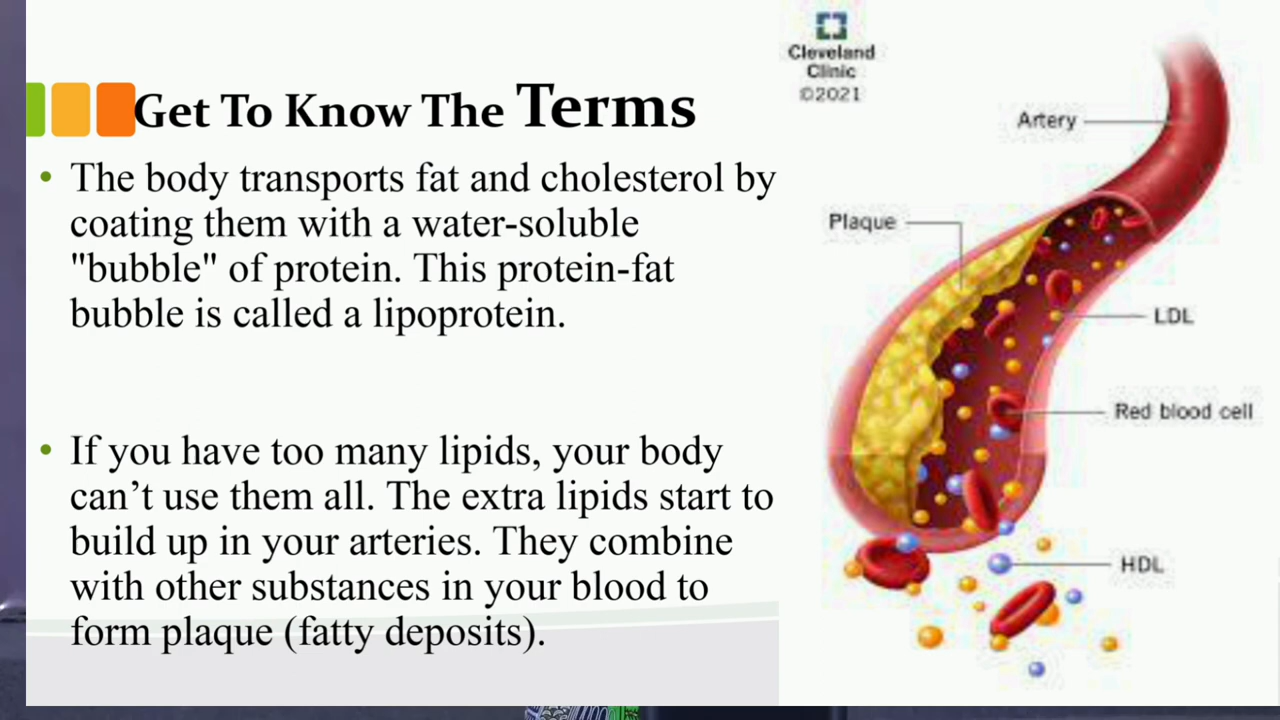 Get To Know The Terms
• The body transports fat and cholesterol by
coating them with a water-soluble
"bubble" of protein. This protein-fat
bubble is called a lipoprotein.
• If you have too many lipids, your body
can’t use them all. The extra lipids start to
build up in your arteries. They combine
with other substances in your blood to
form plaque (fatty deposits).
Cleveland
Clinic
©2021
Artery
Plaque
LDL
Red blood cell
HDL